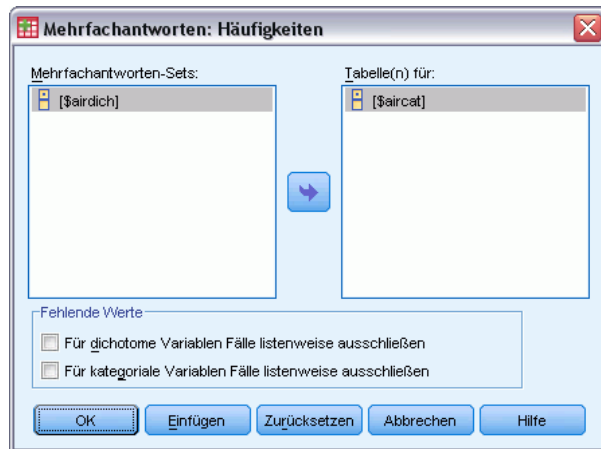 Mehrfachantworten: Häufigkeiten
Mehrfachantworten-Sets:
Tabelle(n) für:
[$airdich]
[$aircat]
Fehlende Werte
Für dichotome Variablen Fälle listenweise ausschließen
Für kategoriale Variablen Fälle listenweise ausschließen
OK Einfügen Zurücksetzen Abbrechen Hilfe